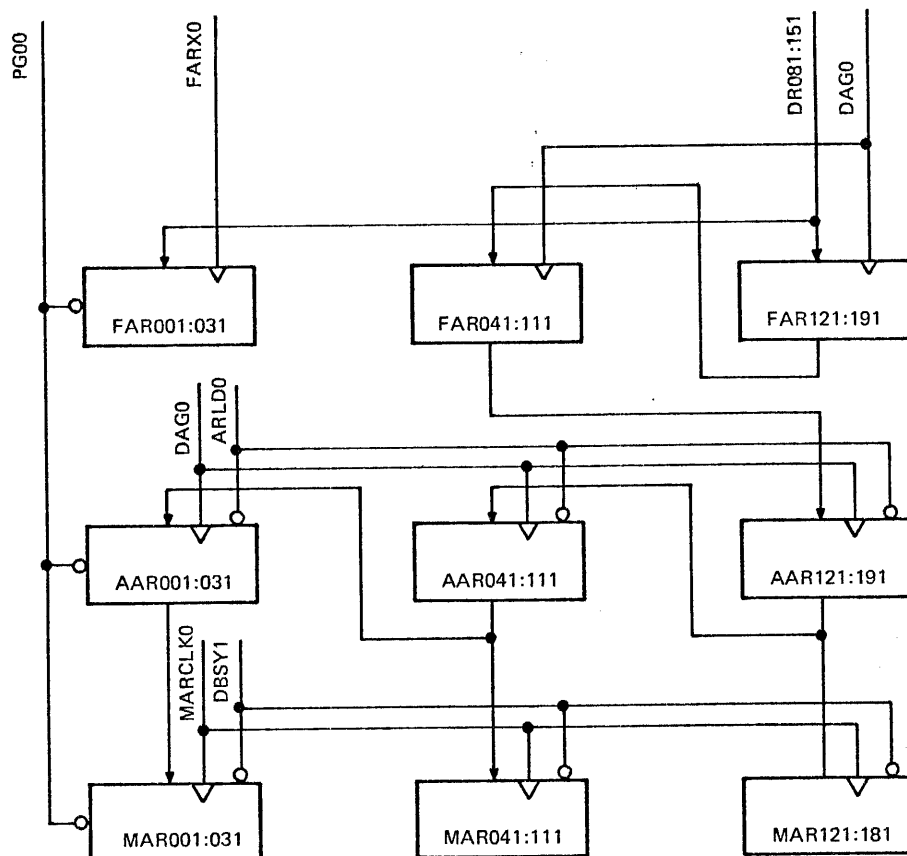 PG00
FARX0
DR081:151
DAG0
FAR001:031
FAR041:111
FAR121:191
DAG0
ARLD0
AAR001:031
AAR041:111
AAR121:191
MARCLK0
DBSY1
MAR001:031
MAR041:111
MAR121:181